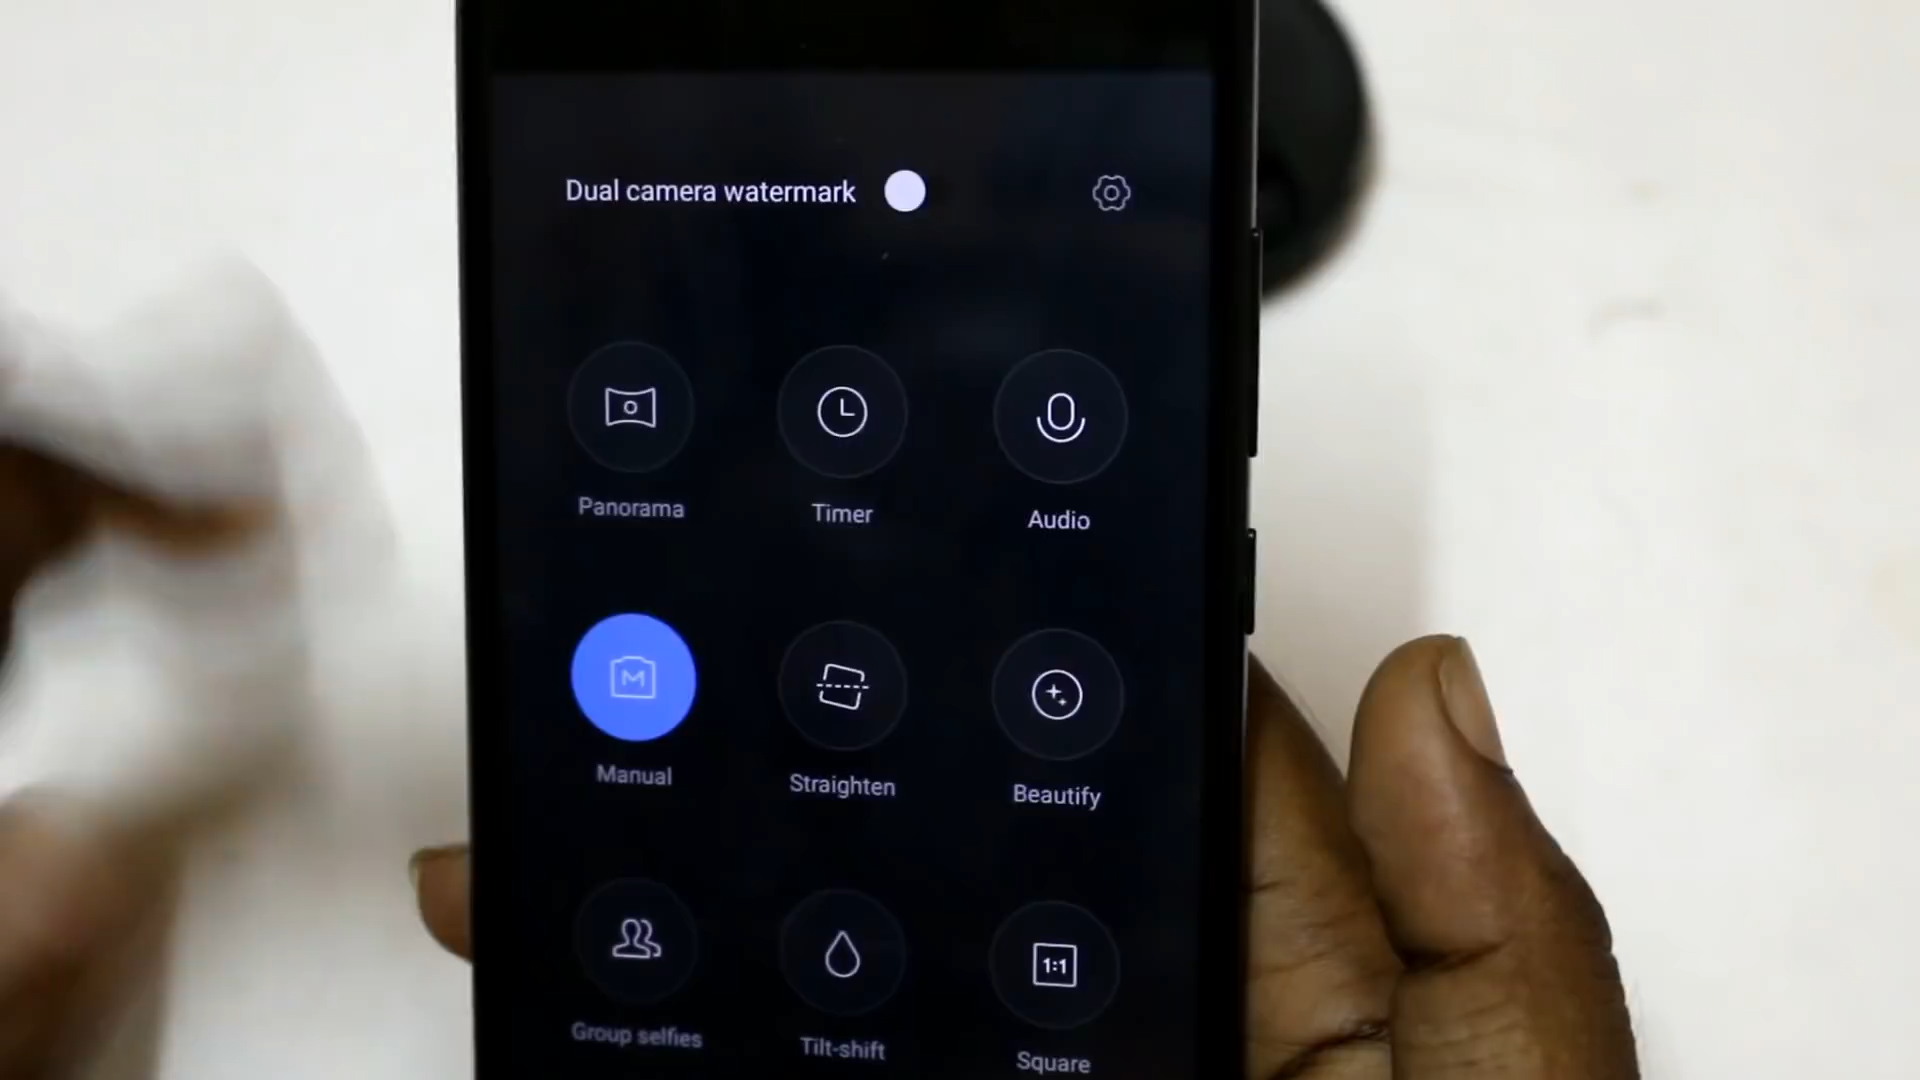 Dual camera watermark
Panorama
Timer
Audio
M
Manual
Straighten
Beautify
1:1
Group selfies
Tilt-shift
Square